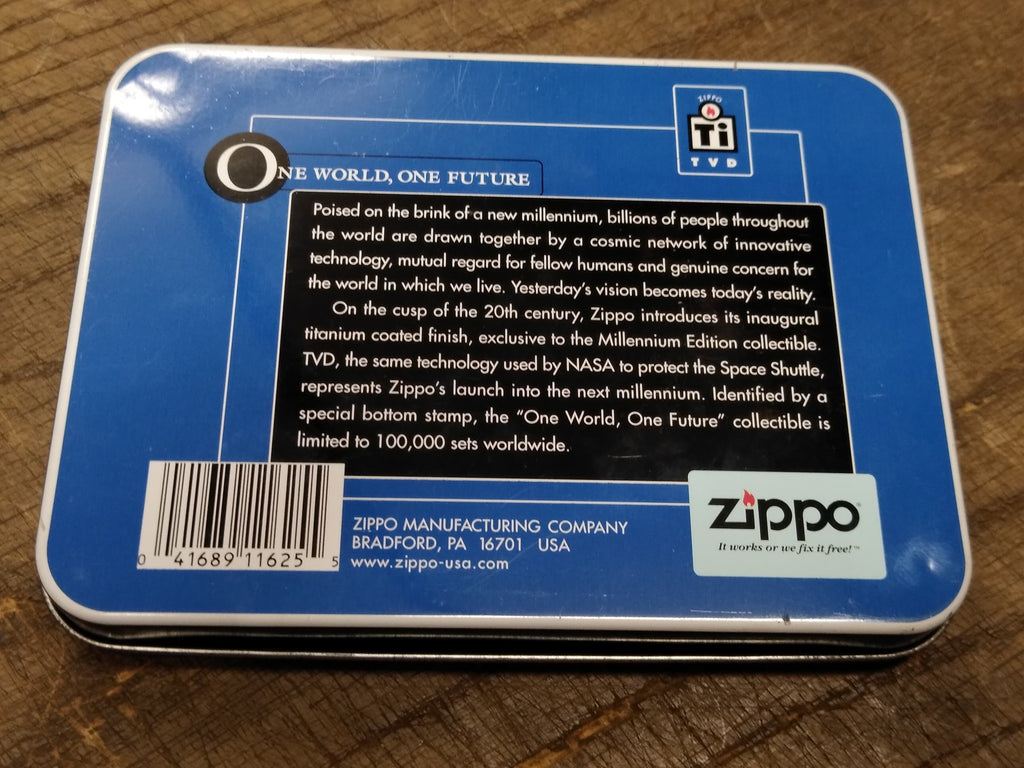 ZIPPO
Ti
TVD
ONE WORLD, ONE FUTURE
Poised on the brink of a new millennium, billions of people throughout
the world are drawn together by a cosmic network of innovative
technology, mutual regard for fellow humans and genuine concern for
the world in which we live. Yesterday's vision becomes today's reality.
On the cusp of the 20th century, Zippo introduces its inaugural
titanium coated finish, exclusive to the Millennium Edition collectible.
TVD, the same technology used by NASA to protect the Space Shuttle,
represents Zippo's launch into the next millennium. Identified by a
special bottom stamp, the "One World, One Future" collectible is
limited to 100,000 sets worldwide.
0 41689 11625 5
ZIPPO MANUFACTURING COMPANY
BRADFORD, PA 16701 USA
www.zippo-usa.com
zippo
It works or we fix it free!™